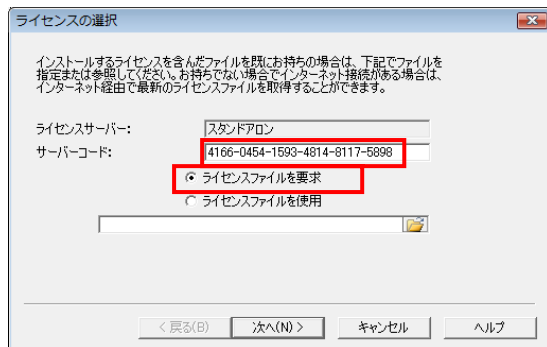 ライセンスの選択
インストールするライセンスを含んだファイルを既にお持ちの場合は、下記でファイルを
指定または参照してください。お持ちでない場合でインターネット接続がある場合は、
インターネット経由で最新のライセンスファイルを取得することができます。
ライセンスサーバー: スタンドアロン
サーバーコード: 4166-0454-1593-4814-8117-5898
ライセンスファイルを要求
ライセンスファイルを使用
< 戻る(B) 次へ(N) > キャンセル ヘルプ